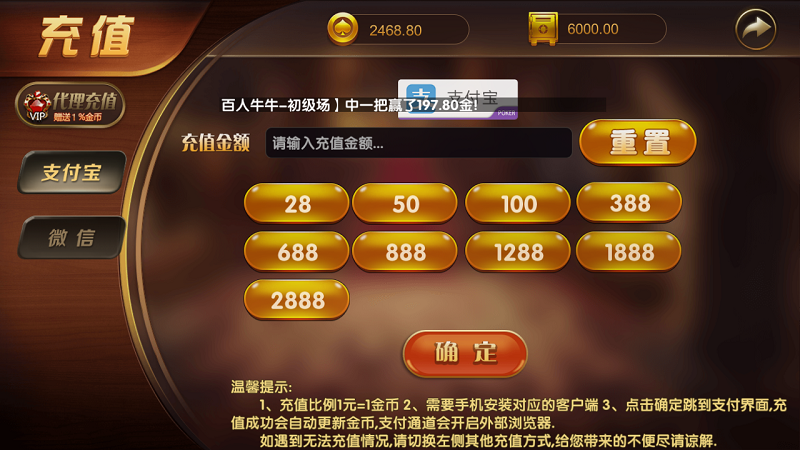 充值
2468.80
6000.00
代理充值
VIP
赠送1%金币
支付宝
百人牛牛-初级场】中一把赢了197.80金!
POKER
充值金额
请输入充值金额...
重置
支付宝
28
50
100
388
微信
688
888
1288
1888
2888
确定
温馨提示:
1、充值比例1元=1金币 2、需要手机安装对应的客户端 3、点击确定跳到支付界面,充
值成功会自动更新金币,支付通道会开启外部浏览器.
如遇到无法充值情况,请切换左侧其他充值方式,给您带来的不便尽请谅解.